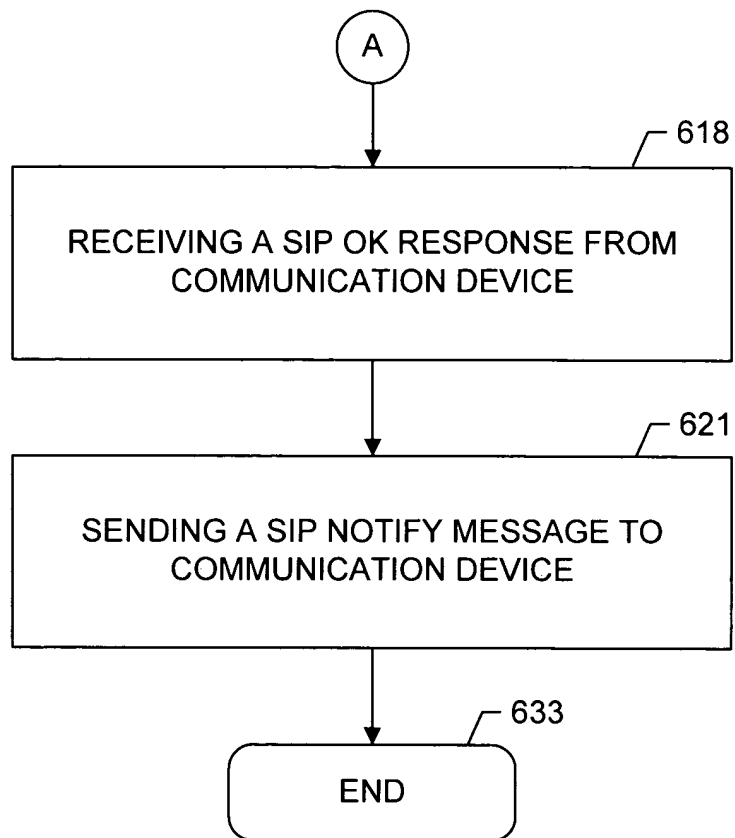 A
618
RECEIVING A SIP OK RESPONSE FROM
COMMUNICATION DEVICE
621
SENDING A SIP NOTIFY MESSAGE TO
COMMUNICATION DEVICE
633
END